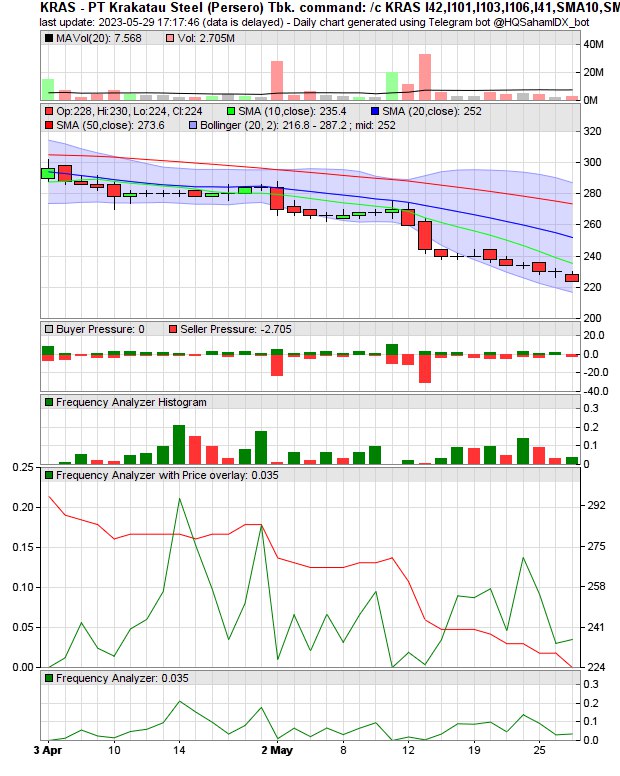 KRAS - PT Krakatau Steel (Persero) Tbk. command: /c KRAS I42,I101,I103,I106,I41,SMA10,SM
last update: 2023-05-29 17:17:46 (data is delayed) - Daily chart generated using Telegram bot @HQSahamIDX_bot
MAVol(20): 7.568 Vol: 2.705M
40M
20M
0M
Op:228, Hi:230, Lo:224, Cl:224 SMA (10,close): 235.4 SMA (20,close): 252
SMA (50,close): 273.6 Bollinger (20, 2): 216.8 - 287.2; mid: 252
320
300
280
260
240
220
200
Buyer Pressure: 0 Seller Pressure: -2.705
20.0
0.0
-20.0
-40.0
Frequency Analyzer Histogram
0.3
0.2
0.1
0
Frequency Analyzer with Price overlay: 0.035
0.25
0.20
0.15
0.10
0.05
0.00
292
275
258
241
224
Frequency Analyzer: 0.035
0.3
0.2
0.1
0.0
3 Apr 10 14 2 May 8 12 19 25